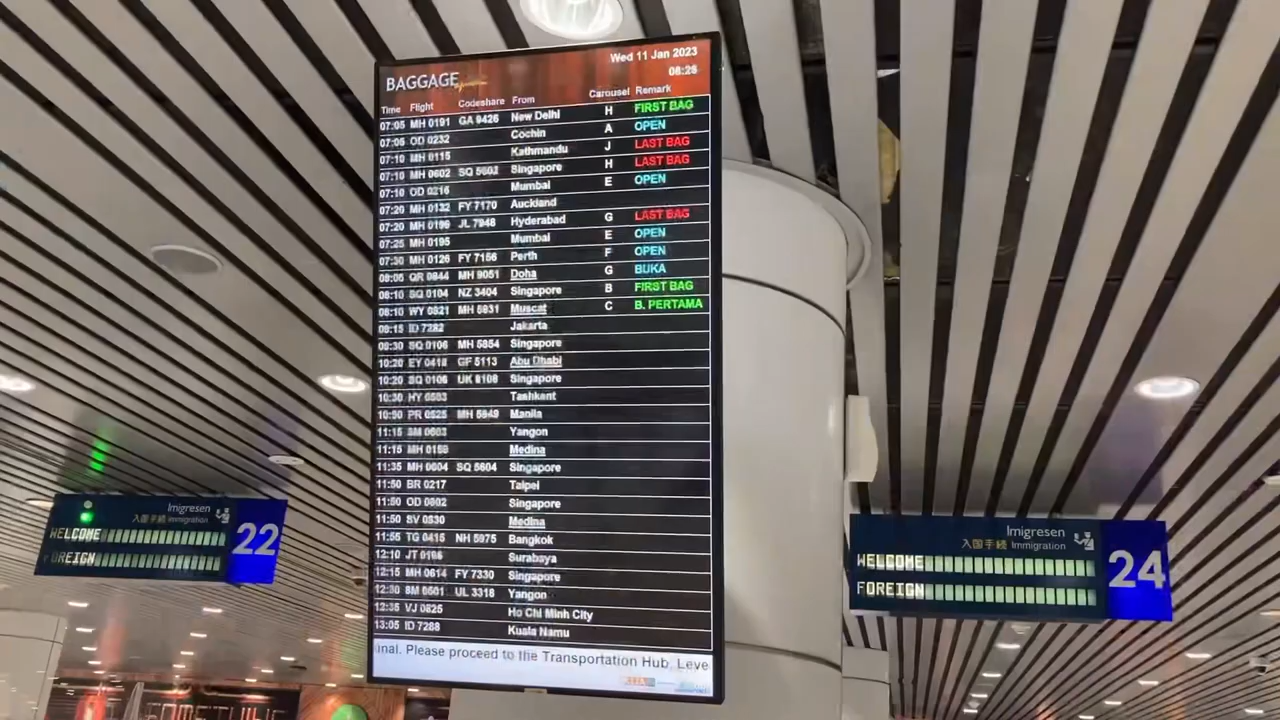 Wed 11 Jan 2023
BAGGAGE 08:25
Time Flight Codeshare From Carousel Remark
07:05 MH 0191 GA 9426 New Delhi H FIRST BAG
07:05 OD 0232 Cochin A OPEN
07:10 MH 0115 Kathmandu J LAST BAG
07:10 MH 0602 SQ 5602 Singapore H LAST BAG
07:10 OD 0216 Mumbai E OPEN
07:20 MH 0132 FY 7170 Auckland
07:20 MH 0199 JL 7948 Hyderabad G LAST BAG
07:25 MH 0195 Mumbai E OPEN
07:30 MH 0126 FY 7156 Perth F OPEN
08:05 QR 0844 MH 9051 Doha G BUKA
08:10 SQ 0104 NZ 3404 Singapore B FIRST BAG
08:10 WY 0821 MH 5931 Muscat C B. PERTAMA
08:15 ID 7282 Jakarta
08:30 SQ 0106 MH 5854 Singapore
10:20 EY 0418 GF 5113 Abu Dhabi
10:20 SQ 0106 UK 8108 Singapore
10:30 HY 0503 Tashkent
10:50 PR 0525 MH 5849 Manila
11:15 8M 0603 Yangon
11:15 MH 0156 Medina
11:35 MH 0604 SQ 5604 Singapore
11:50 BR 0217 Taipei
11:50 OD 0802 Singapore
11:50 SV 0830 Medina
11:55 TG 0415 NH 5975 Bangkok
12:10 JT 0196 Surabaya
12:15 MH 0614 FY 7330 Singapore
12:30 8M 0501 UL 3318 Yangon
12:35 VJ 0825 Ho Chi Minh City
13:05 ID 7288 Kuala Namu
inal. Please proceed to the Transportation Hub, Leve
Imigresen
入国手続 Immigration
WELCOME
OREIGN
22
Imigresen
入国手続 Immigration
WELCOME
FOREIGN
24